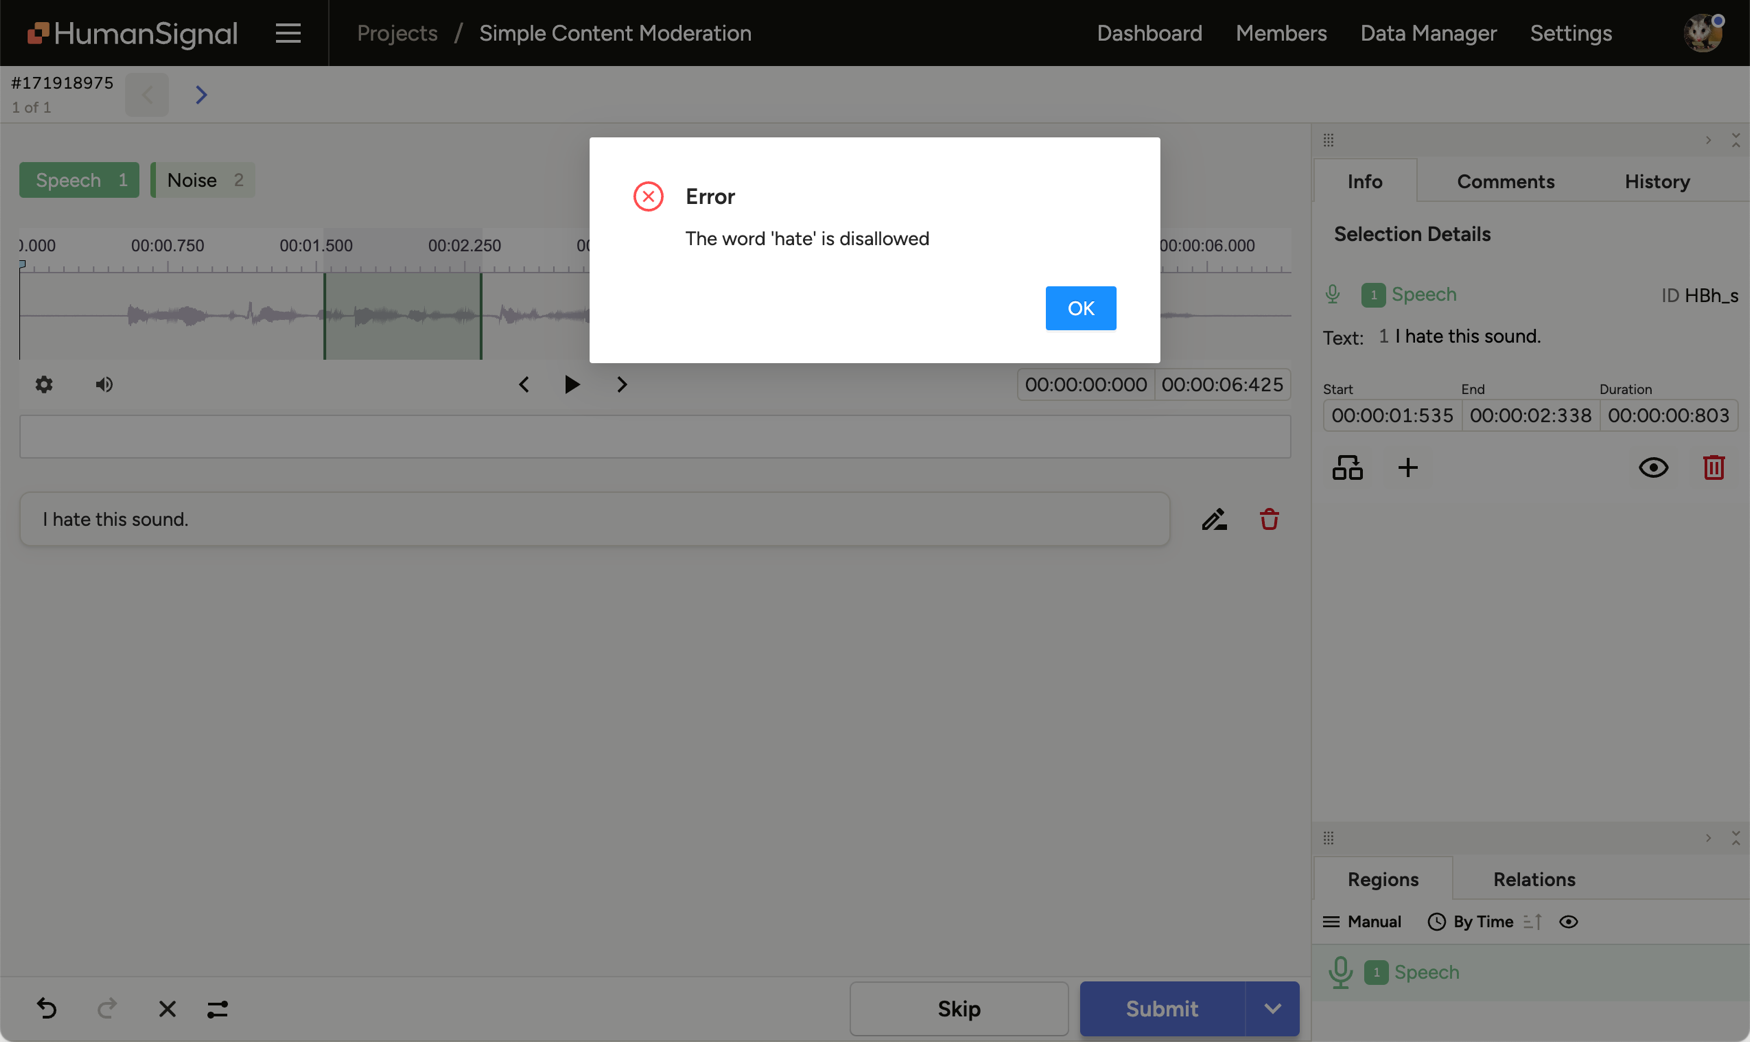 HumanSignal
Projects / Simple Content Moderation
Dashboard Members Data Manager Settings
#171918975
1 of 1
Speech 1 Noise 2
00:00.750 00:01.500 00:02.250 00:00:06.000
Error
The word 'hate' is disallowed
OK
00:00:00:000 00:00:06:425
I hate this sound.
Info Comments History
Selection Details
1 Speech ID HBh_s
Text: 1 I hate this sound.
Start End Duration
00:00:01:535 00:00:02:338 00:00:00:803
Regions Relations
Manual By Time
1 Speech
Skip Submit